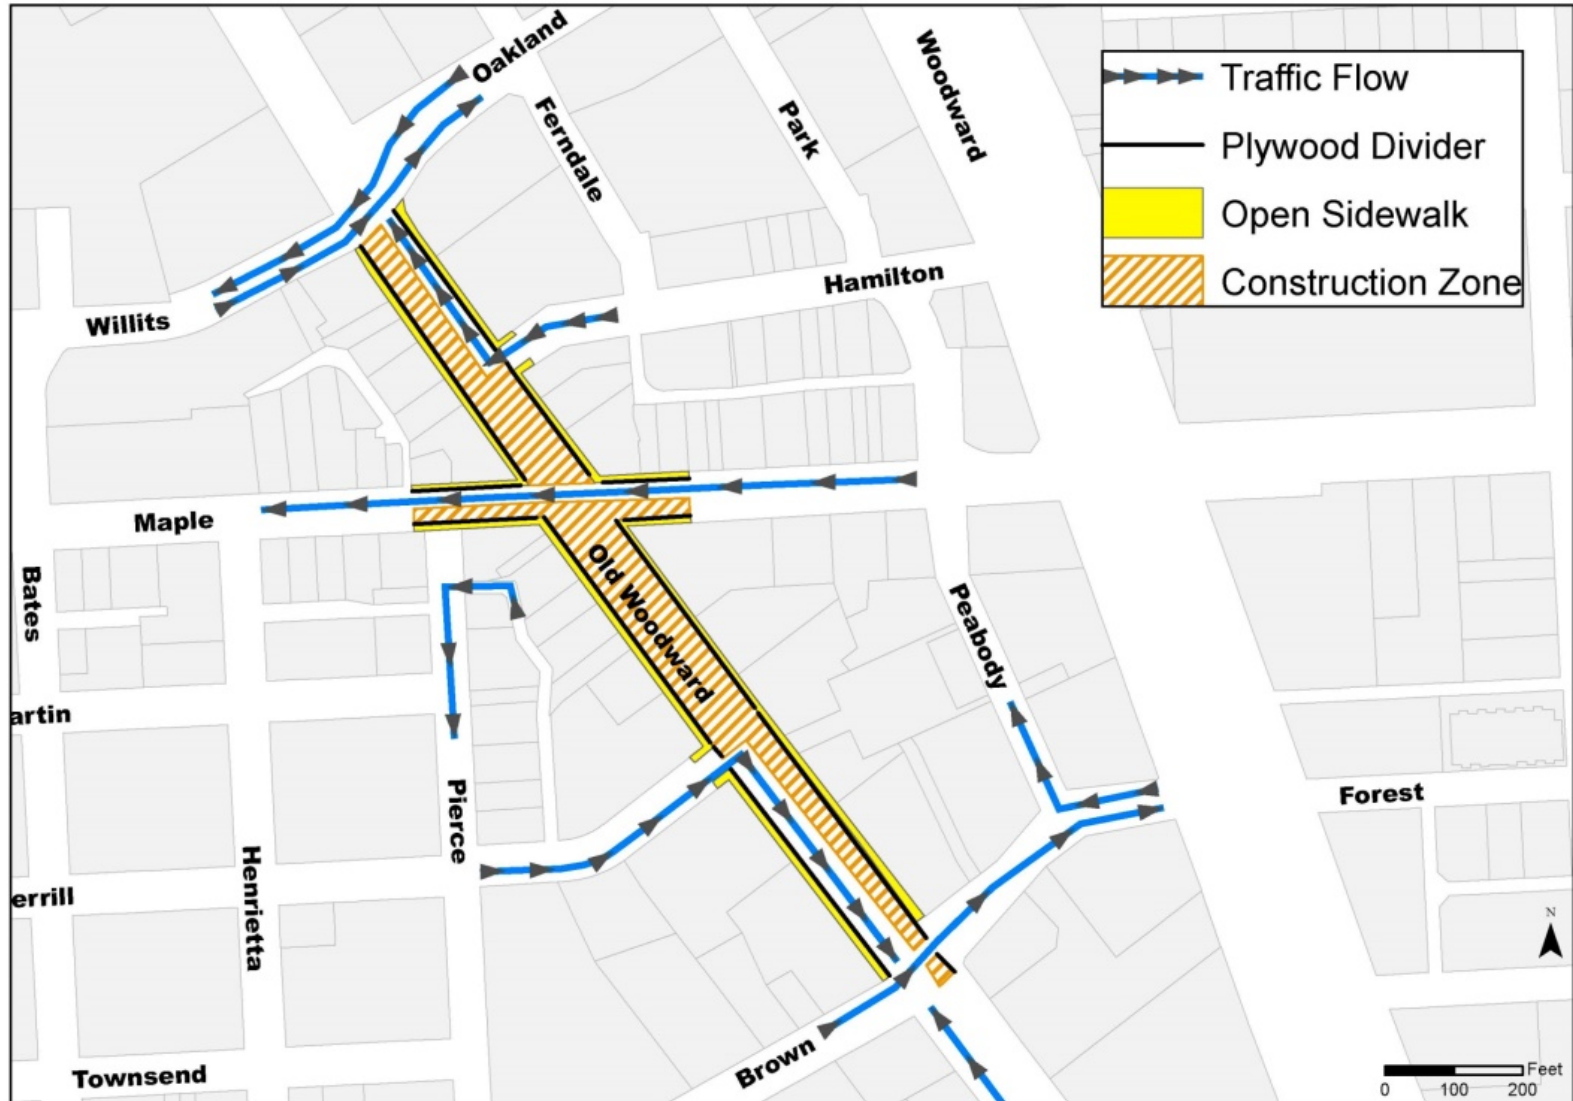 Oakland
Ferndale
Park
Woodward
Traffic Flow
Plywood Divider
Open Sidewalk
Construction Zone
Hamilton
Willits
Maple
Bates
Old Woodward
Peabody
artin
Pierce
Forest
Henrietta
errill
N
Brown
Townsend
Feet
0 100 200